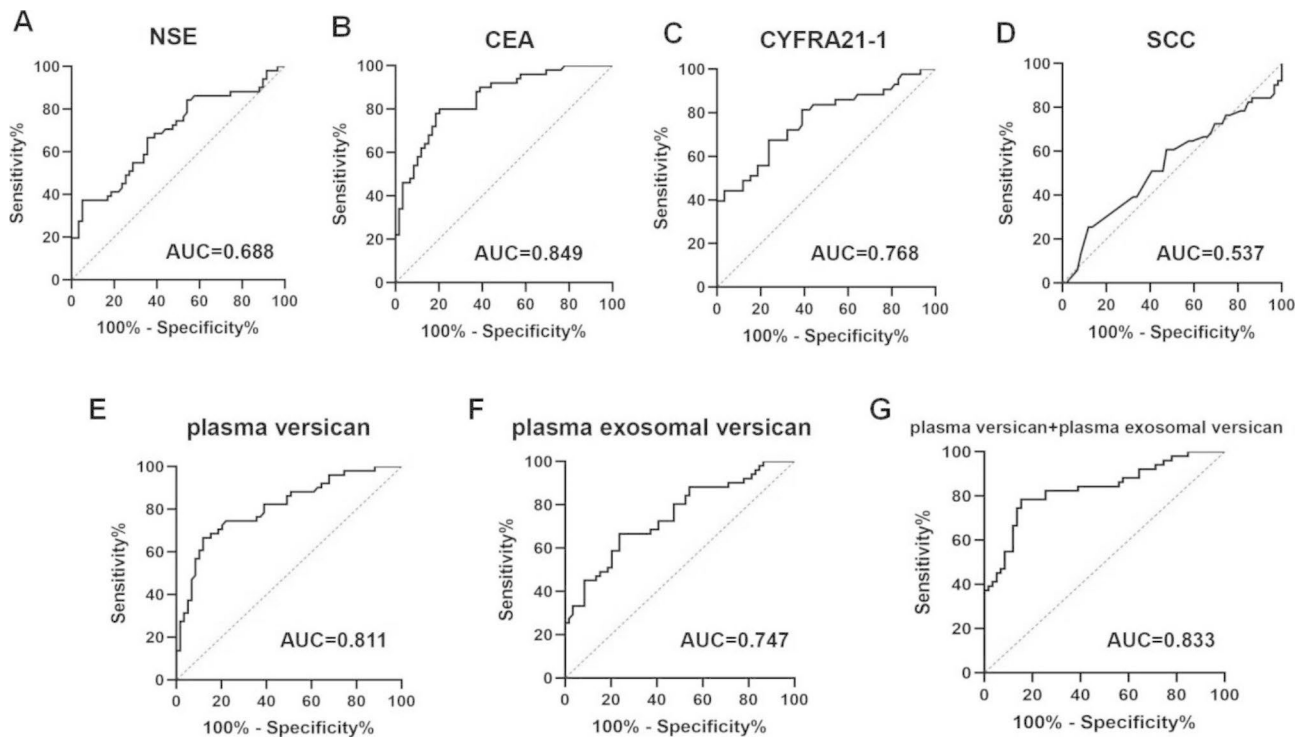 A
NSE
Sensitivity%
100
80
60
40
20
0
AUC=0.688
0 20 40 60 80 100
100% - Specificity%
B
CEA
Sensitivity%
100
80
60
40
20
0
AUC=0.849
0 20 40 60 80 100
100% - Specificity%
C
CYFRA21-1
Sensitivity%
100
80
60
40
20
0
AUC=0.768
0 20 40 60 80 100
100% - Specificity%
D
SCC
Sensitivity%
100
80
60
40
20
0
AUC=0.537
0 20 40 60 80 100
100% - Specificity%
E
plasma versican
Sensitivity%
100
80
60
40
20
0
AUC=0.811
0 20 40 60 80 100
100% - Specificity%
F
plasma exosomal versican
Sensitivity%
100
80
60
40
20
0
AUC=0.747
0 20 40 60 80 100
100% - Specificity%
G
plasma versican+plasma exosomal versican
Sensitivity%
100
80
60
40
20
0
AUC=0.833
0 20 40 60 80 100
100% - Specificity%